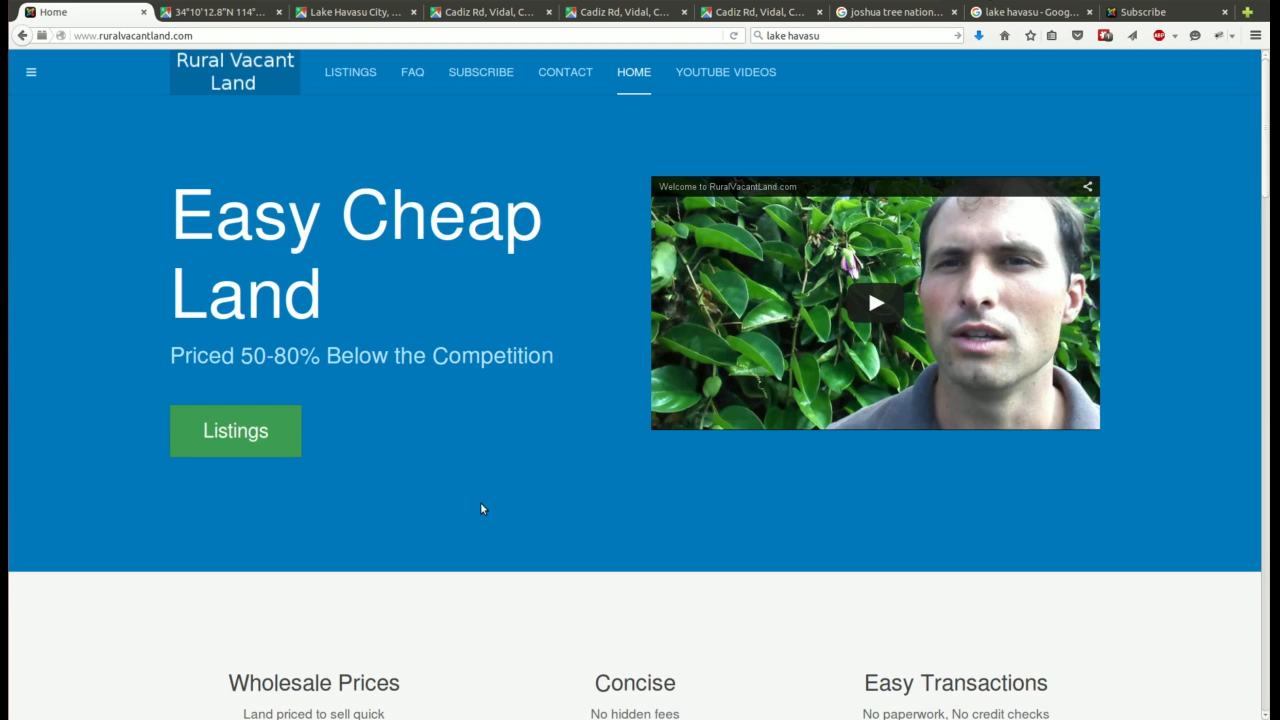 Home
34°10'12.8"N 114°...
Lake Havasu City, ...
Cadiz Rd, Vidal, C...
Cadiz Rd, Vidal, C...
Cadiz Rd, Vidal, C...
joshua tree nation...
lake havasu - Goog...
Subscribe
www.ruralvacantland.com
lake havasu
ABP
Rural Vacant
Land
LISTINGS
FAQ
SUBSCRIBE
CONTACT
HOME
YOUTUBE VIDEOS
Easy Cheap
Land
Priced 50-80% Below the Competition
Listings
Welcome to RuralVacantLand.com
Wholesale Prices
Land priced to sell quick
Concise
No hidden fees
Easy Transactions
No paperwork, No credit checks